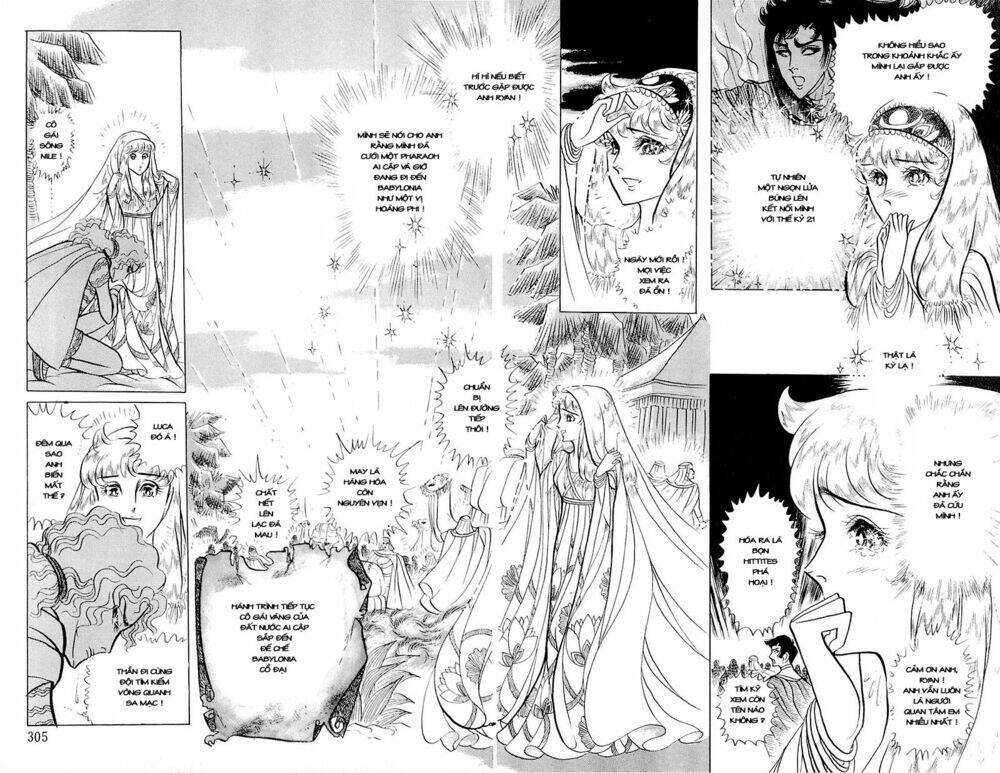 KHÔNG HIỂU SAO
TRONG KHOẢNH KHẮC ẤY
MÌNH LẠI GẶP ĐƯỢC
ANH ẤY !
TỰ NHIÊN
MỘT NGỌN LỬA
BÙNG LÊN
KẾT NỐI MÌNH
VỚI THẾ KỶ 21
THẬT LÀ
KỲ LẠ !
NHƯNG
CHẮC CHẮN
RẰNG
ANH ẤY
ĐÃ CỨU
MÌNH !
HÓA RA LÀ
BỌN
HITTITES
PHÁ
HOẠI !
CẢM ƠN ANH,
RYAN !
ANH VẪN LUÔN
LÀ NGƯỜI
QUAN TÂM EM
NHIỀU NHẤT !
TÌM KỸ
XEM CÒN
TÊN NÀO
KHÔNG ?
NGÀY MỚI RỒI !
MỌI VIỆC
XEM RA
ĐÃ ỔN !
HÌ HÌ NẾU BIẾT
TRƯỚC GẶP ĐƯỢC
ANH RYAN !
MÌNH SẼ NÓI CHO ANH
RẰNG MÌNH ĐÃ
CƯỚI MỘT PHARAOH
AI CẬP VÀ GIỜ
ĐANG ĐI ĐẾN
BABYLONIA
NHƯ MỘT VỊ
HOÀNG PHI !
CHUẨN
BỊ
LÊN ĐƯỜNG
TIẾP
THÔI !
MAY LÀ
HÀNG HÓA
CÒN
NGUYÊN VẸN !
CHẤT
HẾT
LÊN
LẠC ĐÀ
MAU !
HÀNH TRÌNH TIẾP TỤC
CÔ GÁI VÀNG CỦA
ĐẤT NƯỚC AI CẬP
SẮP ĐẾN
ĐẾ CHẾ
BABYLONIA
CỔ ĐẠI
CÔ
GÁI
SÔNG
NILE !
LUCA
ĐÓ À !
ĐÊM QUA
SAO
ANH
BIẾN
MẤT
THẾ ?
THẦN ĐI CÙNG
ĐỘI TÌM KIẾM
VÒNG QUANH
SA MẠC !
305